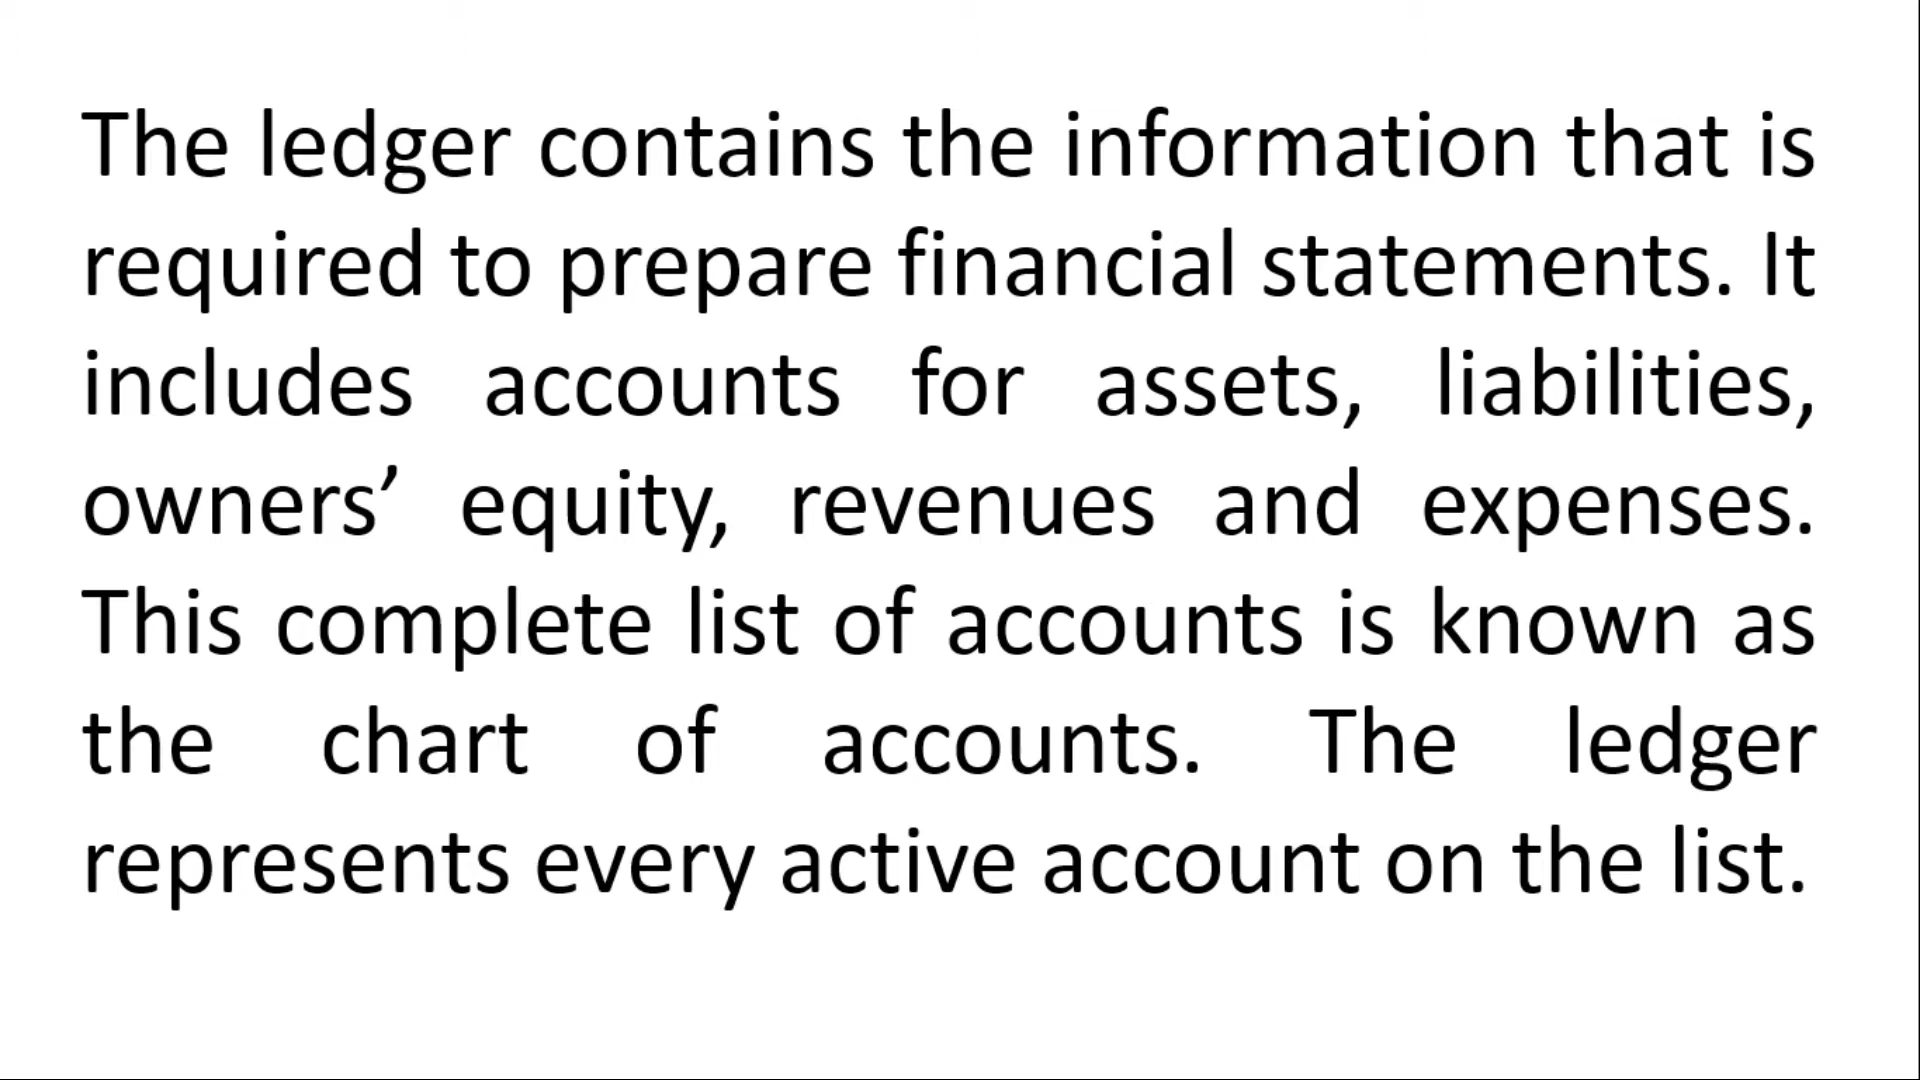 The ledger contains the information that is
required to prepare financial statements. It
includes accounts for assets, liabilities,
owners’ equity, revenues and expenses.
This complete list of accounts is known as
the chart of accounts. The ledger
represents every active account on the list.